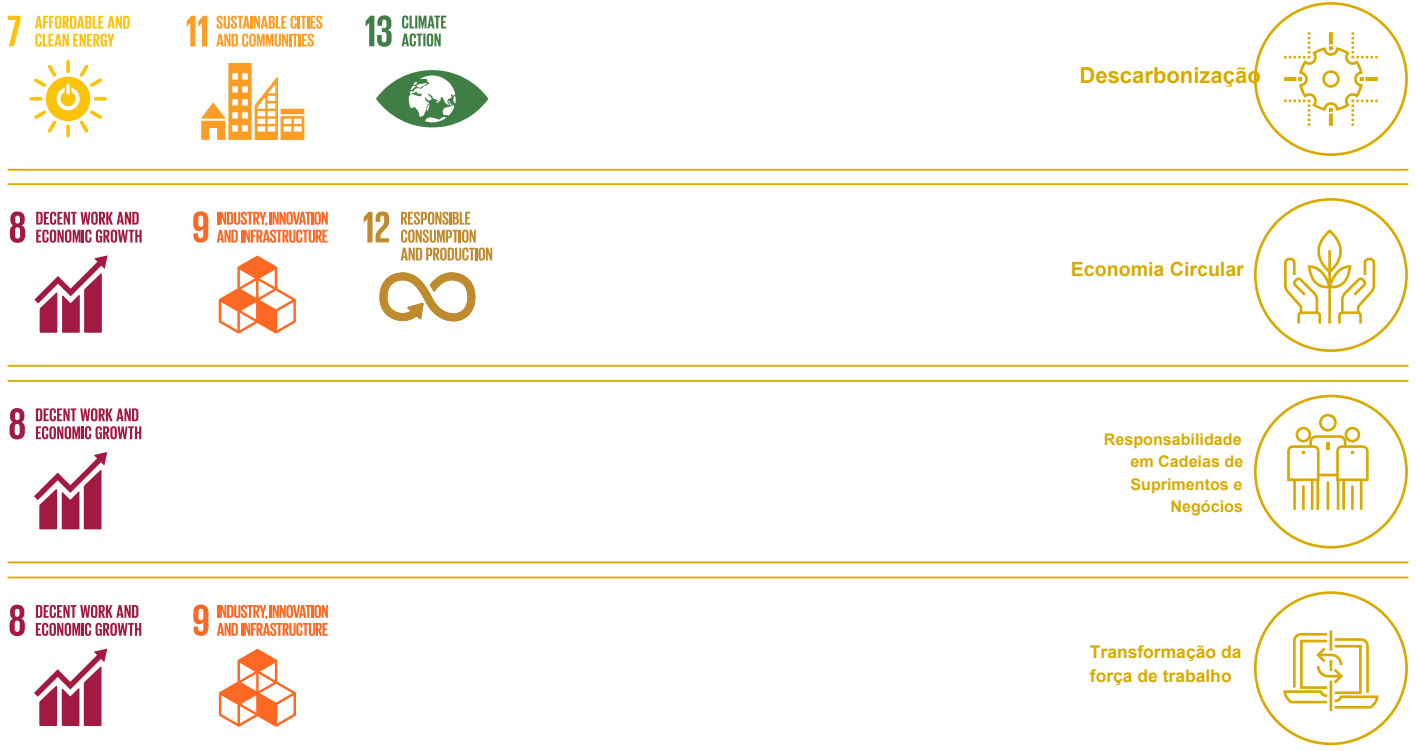 7 AFFORDABLE AND
CLEAN ENERGY
11 SUSTAINABLE CITIES
AND COMMUNITIES
13 CLIMATE
ACTION
Descarbonização
8 DECENT WORK AND
ECONOMIC GROWTH
9 INDUSTRY, INNOVATION
AND INFRASTRUCTURE
12 RESPONSIBLE
CONSUMPTION
AND PRODUCTION
Economia Circular
8 DECENT WORK AND
ECONOMIC GROWTH
Responsabilidade
em Cadeias de
Suprimentos e
Negócios
8 DECENT WORK AND
ECONOMIC GROWTH
9 INDUSTRY, INNOVATION
AND INFRASTRUCTURE
Transformação da
força de trabalho